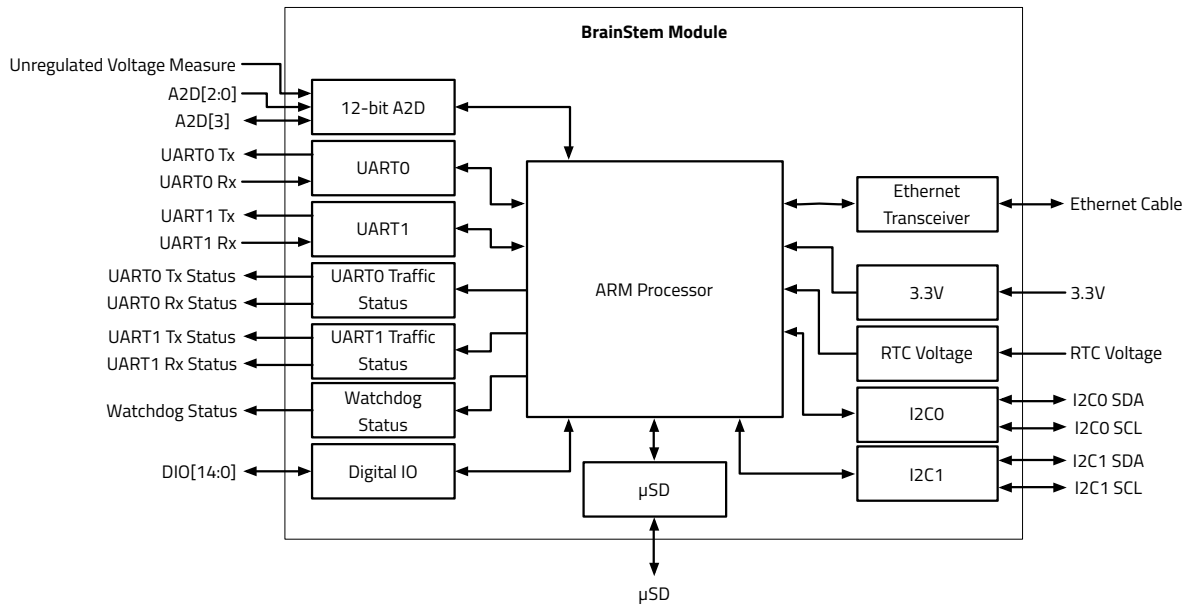 BrainStem Module
Unregulated Voltage Measure
A2D[2:0]
A2D[3]
12-bit A2D
UART0 Tx
UART0 Rx
UART0
UART1 Tx
UART1 Rx
UART1
UART0 Tx Status
UART0 Rx Status
UART0 Traffic
Status
UART1 Tx Status
UART1 Rx Status
UART1 Traffic
Status
Watchdog Status
Watchdog
Status
DIO[14:0]
Digital IO
ARM Processor
µSD
µSD
Ethernet
Transceiver
Ethernet Cable
3.3V
3.3V
RTC Voltage
RTC Voltage
I2C0
I2C0 SDA
I2C0 SCL
I2C1
I2C1 SDA
I2C1 SCL